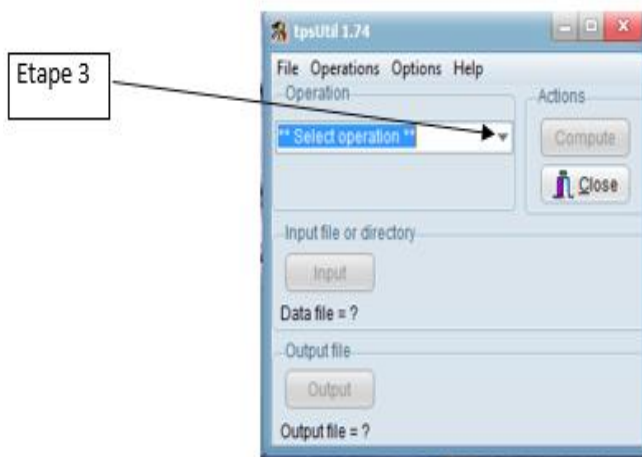 Etape 3
tpsUtil 1.74
File Operations Options Help
Operation
** Select operation **
Actions
Compute
Close
Input file or directory
Input
Data file = ?
Output file
Output
Output file = ?